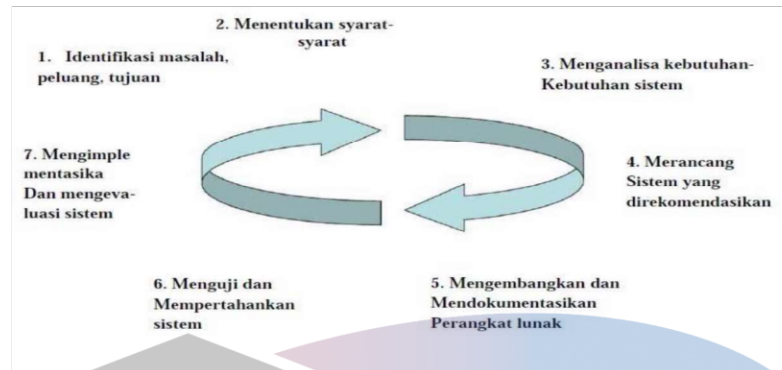 1. Identifikasi masalah,
peluang, tujuan
2. Menentukan syarat-
syarat
3. Menganalisa kebutuhan-
Kebutuhan sistem
4. Merancang
Sistem yang
direkomendasikan
5. Mengembangkan dan
Mendokumentasikan
Perangkat lunak
6. Menguji dan
Mempertahankan
sistem
7. Mengimple
mentasika
Dan mengeva-
luasi sistem